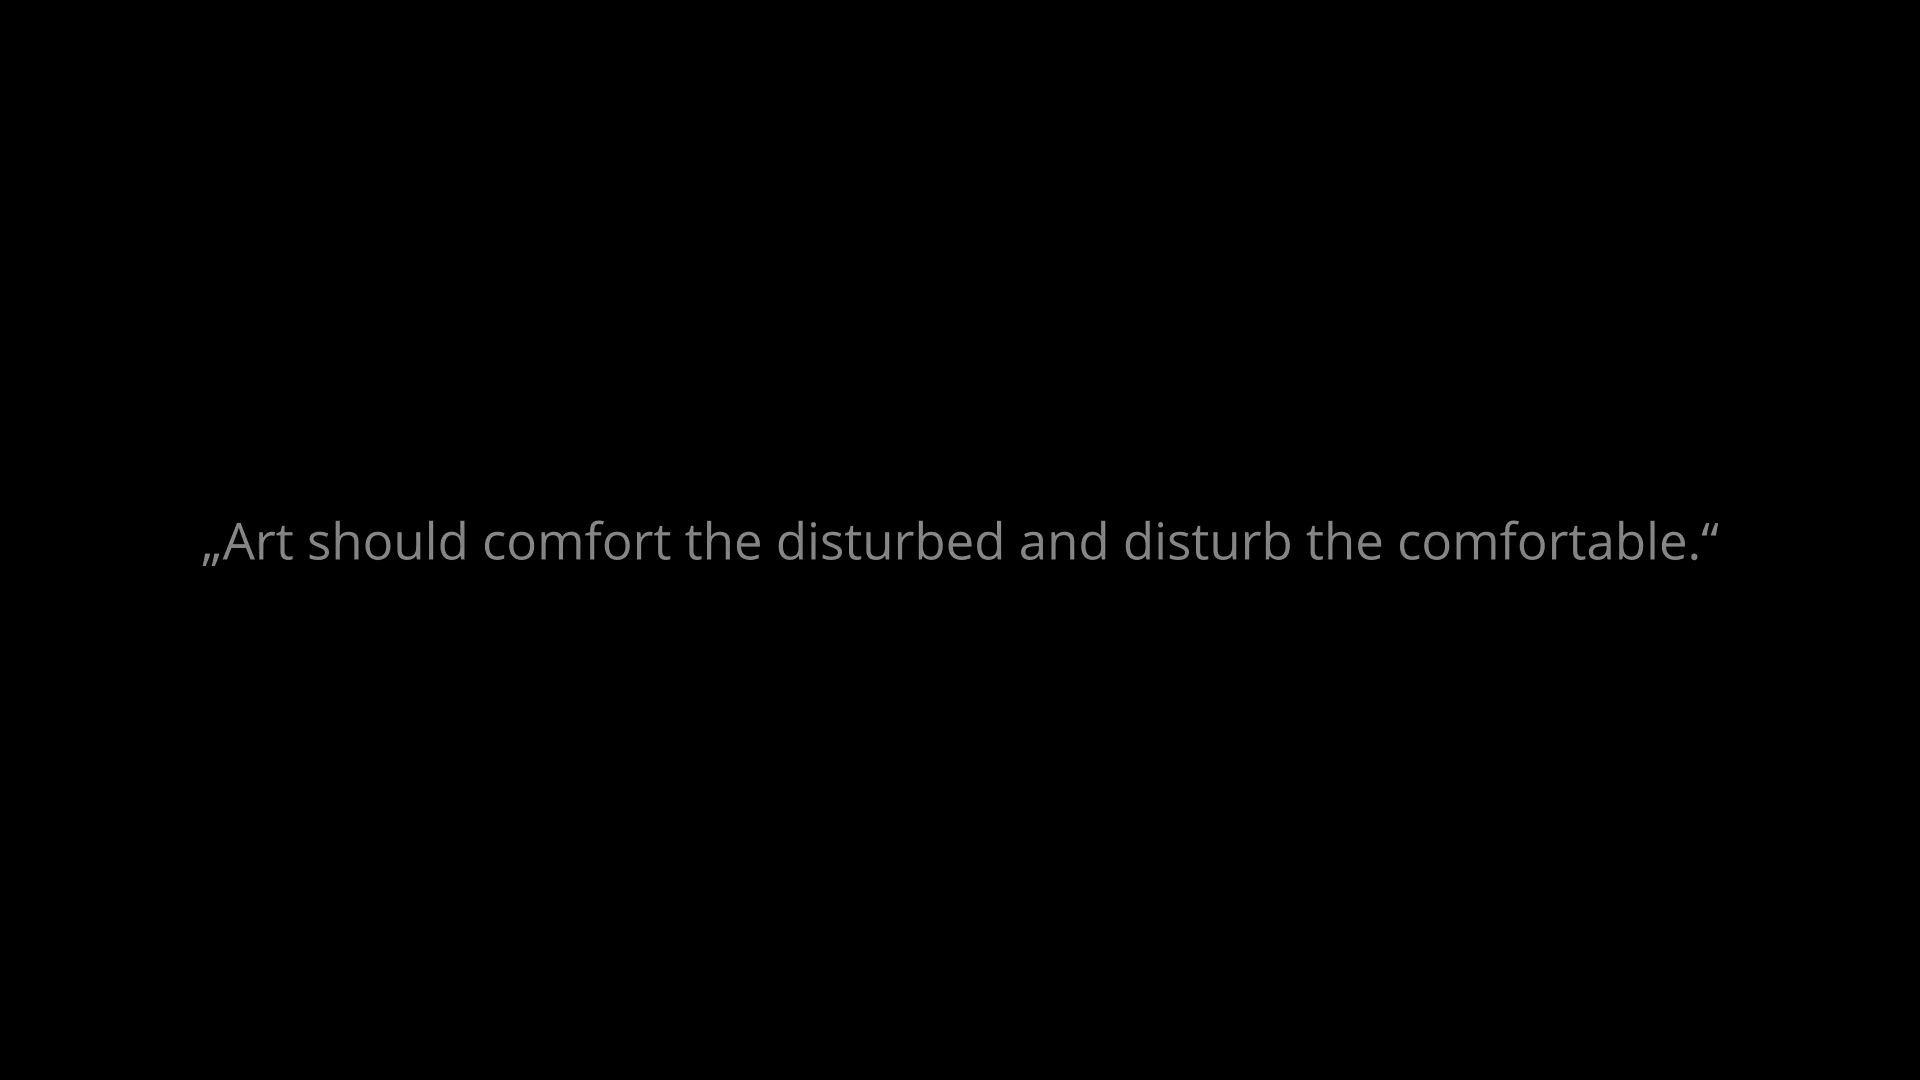 „Art should comfort the disturbed and disturb the comfortable.“